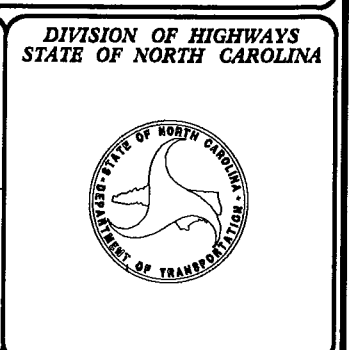 DIVISION OF HIGHWAYS
STATE OF NORTH CAROLINA
STATE OF NORTH CAROLINA
DEPARTMENT OF TRANSPORTATION